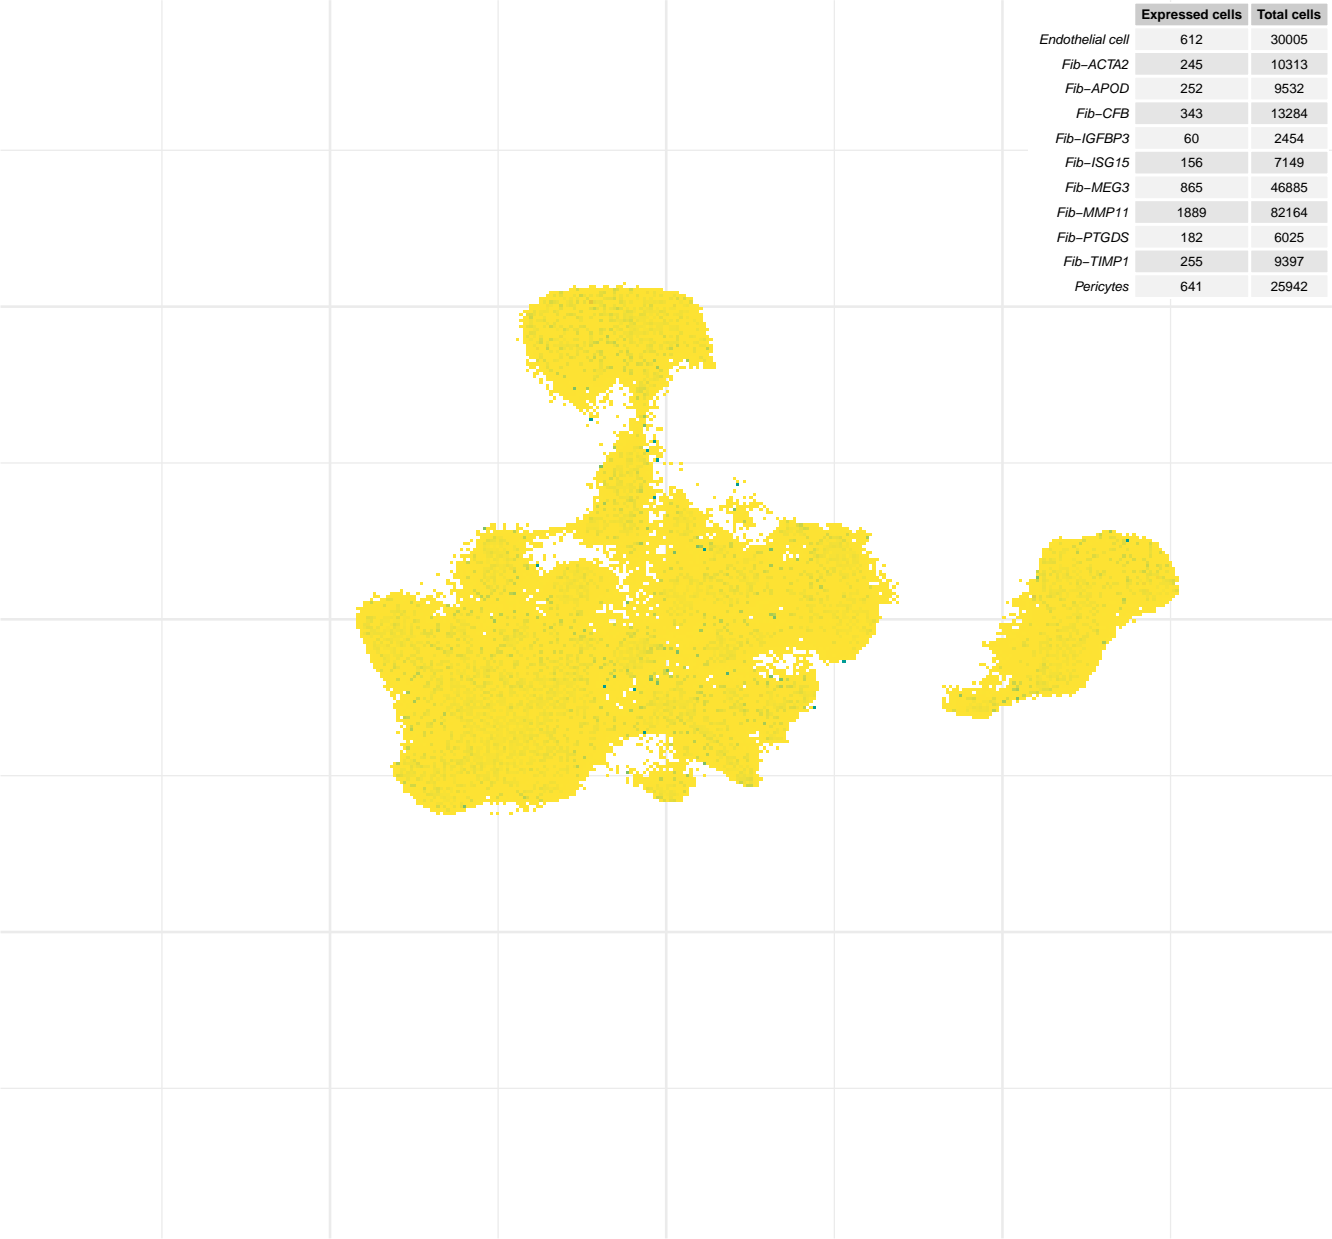 Expressed cells Total cells
Endothelial cell 612 30005
Fib−ACTA2 245 10313
Fib−APOD 252 9532
Fib−CFB 343 13284
Fib−IGFBP3 60 2454
Fib−ISG15 156 7149
Fib−MEG3 865 46885
Fib−MMP11 1889 82164
Fib−PTGDS 182 6025
Fib−TIMP1 255 9397
Pericytes 641 25942